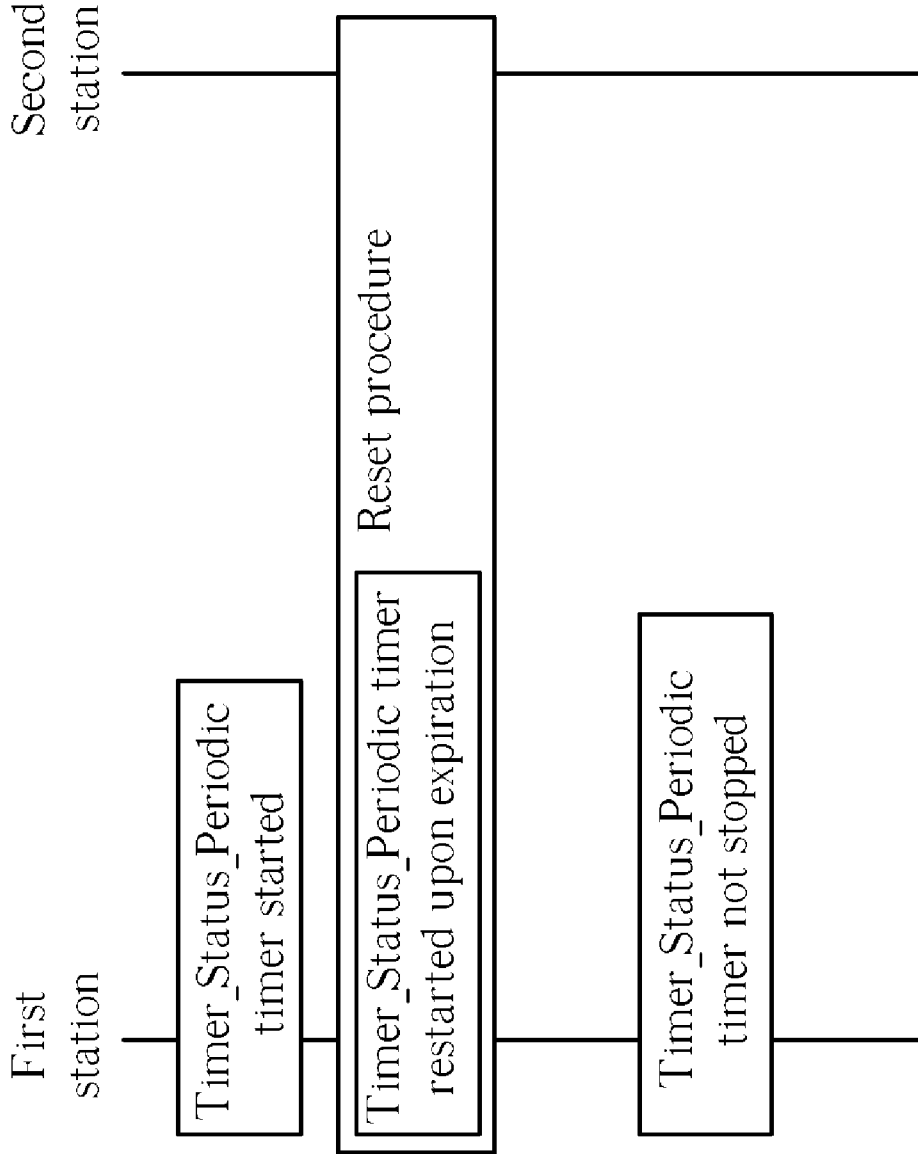 First
station
Second
station
Timer_Status_Periodic
timer started
Timer_Status_Periodic timer
restarted upon expiration
Reset procedure
Timer_Status_Periodic
timer not stopped